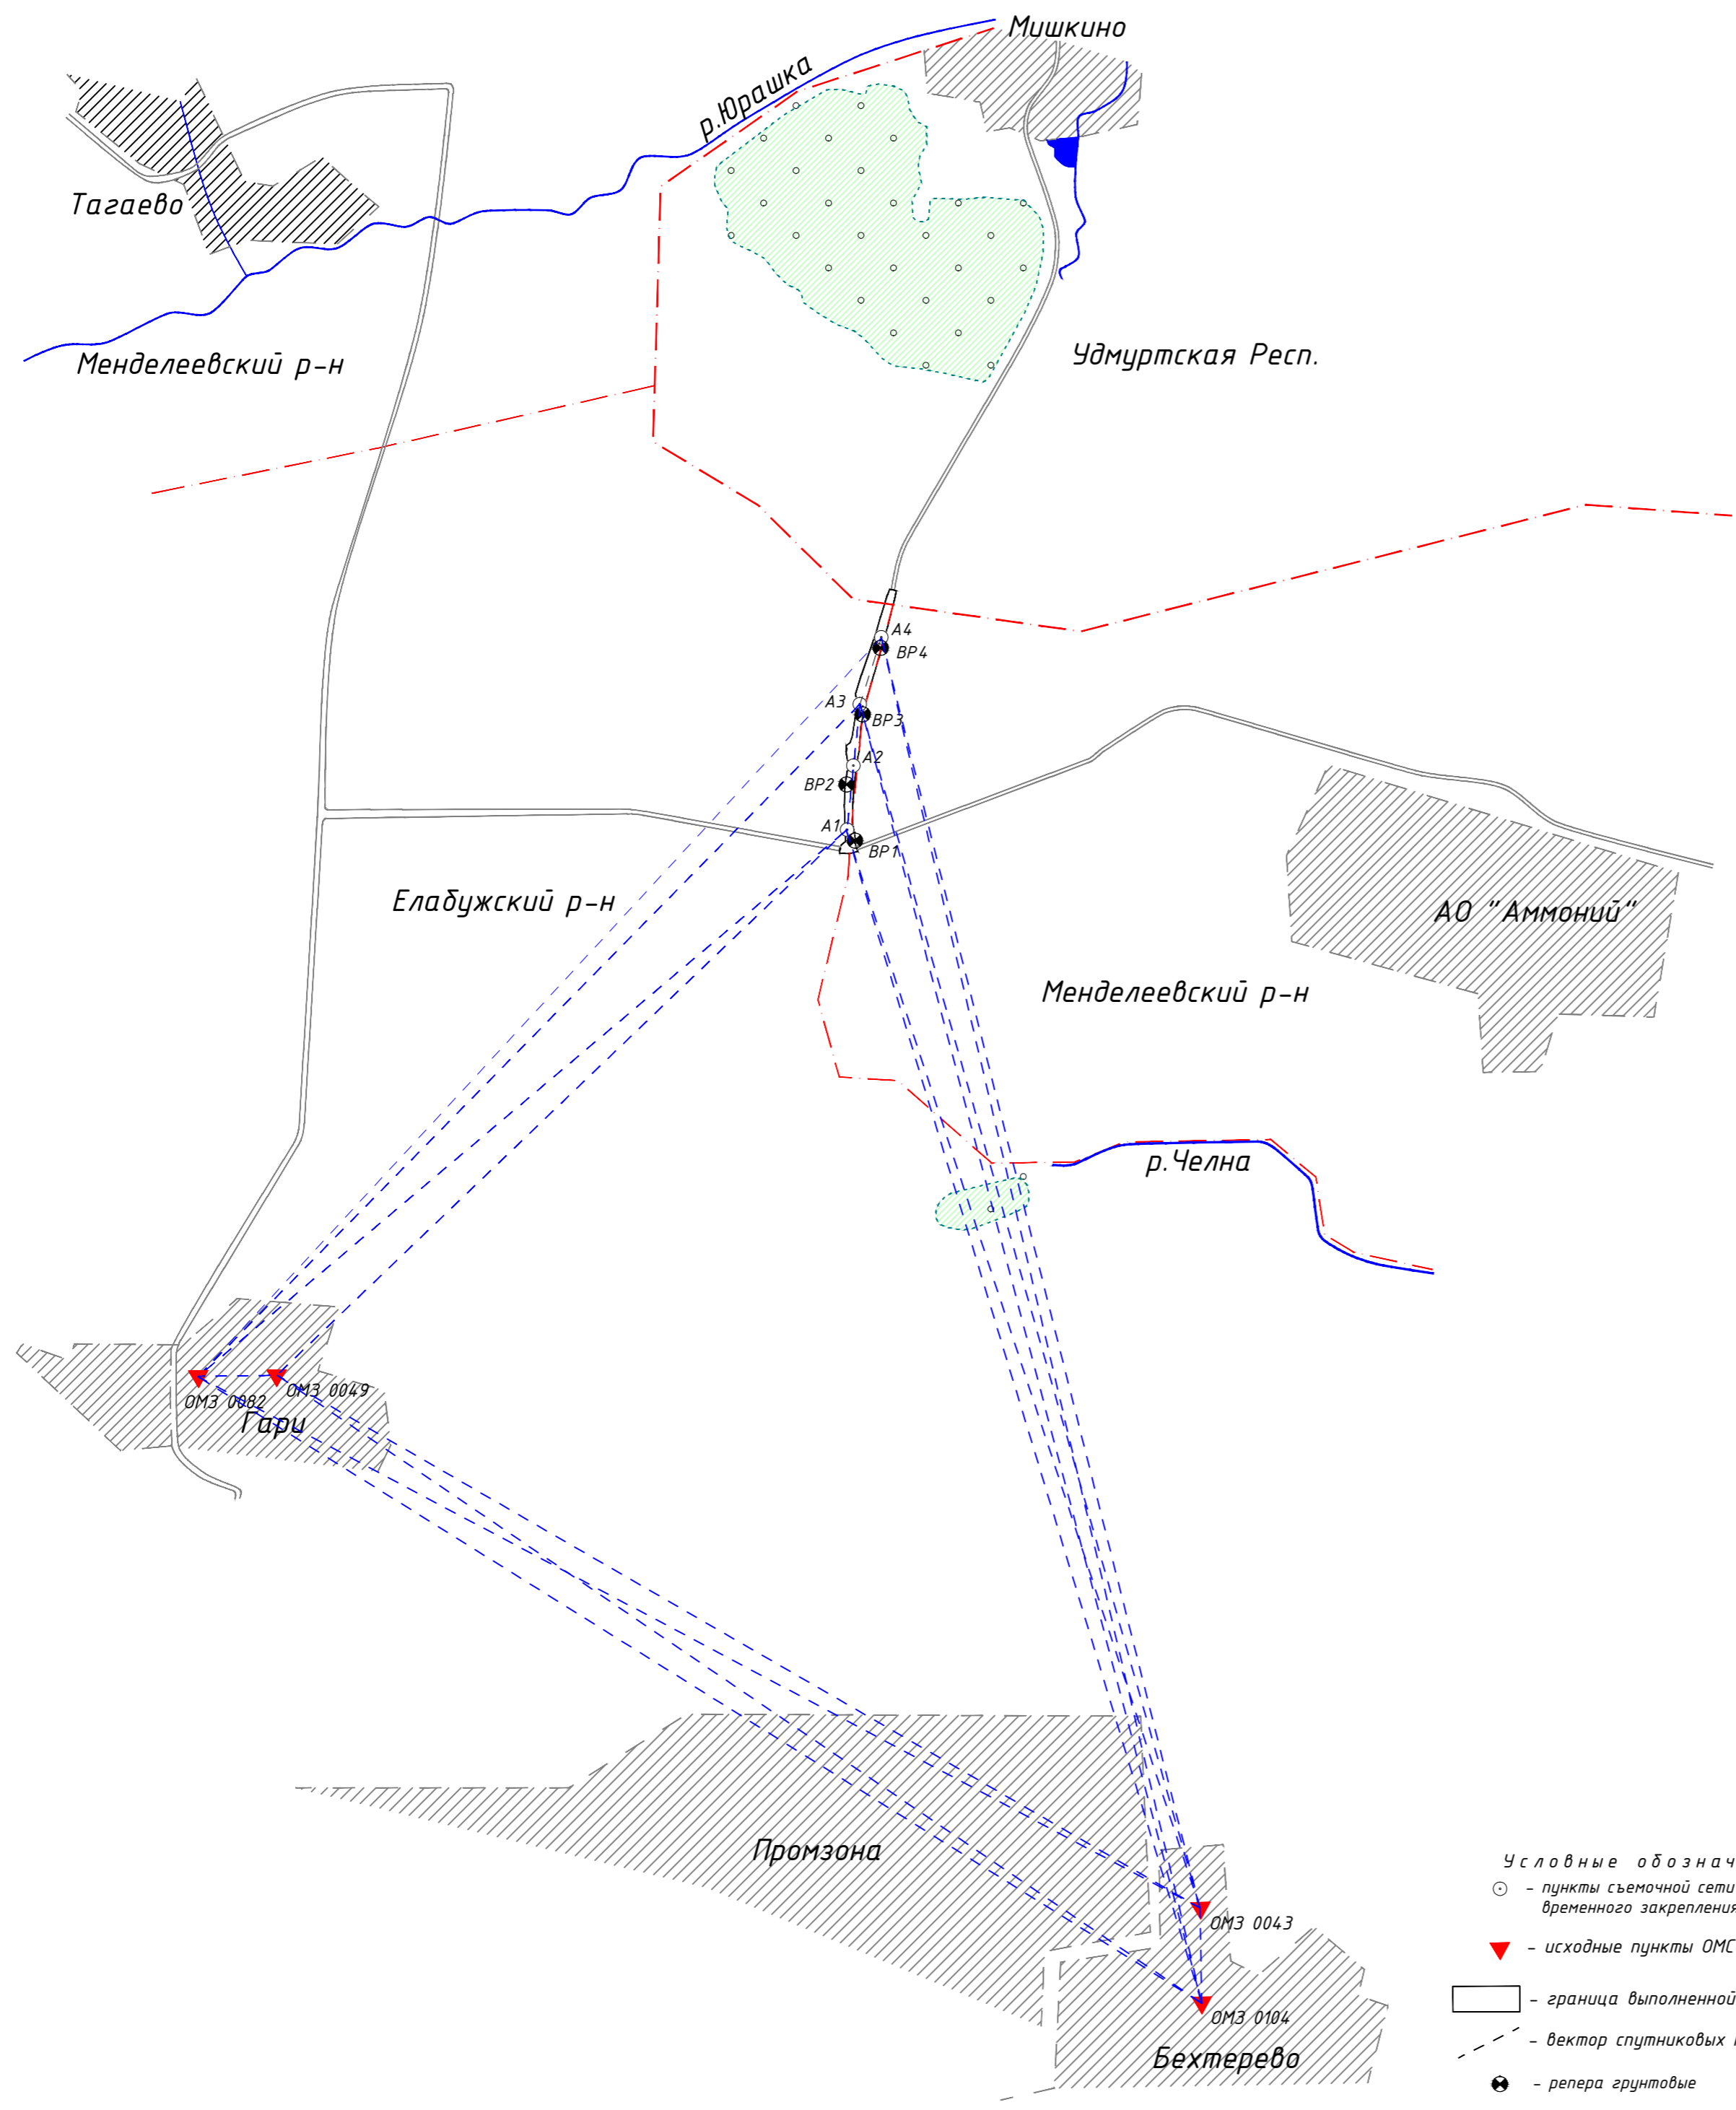 Мишкино
р.Юрашка
Тагаево
Менделеевский р-н
Удмуртская Респ.
А4
ВР4
А3
ВР3
А2
ВР2
А1
ВР1
Елабужский р-н
АО "Аммоний"
Менделеевский р-н
р.Челна
ОМЗ 0082
ОМЗ 0049
Гари
Промзона
ОМЗ 0043
ОМЗ 0104
Бехтерево
Условные обознач
- пункты съемочной сети
временного закрепления
- исходные пункты ОМС
- граница выполненной
- вектор спутниковых
- репера грунтовые